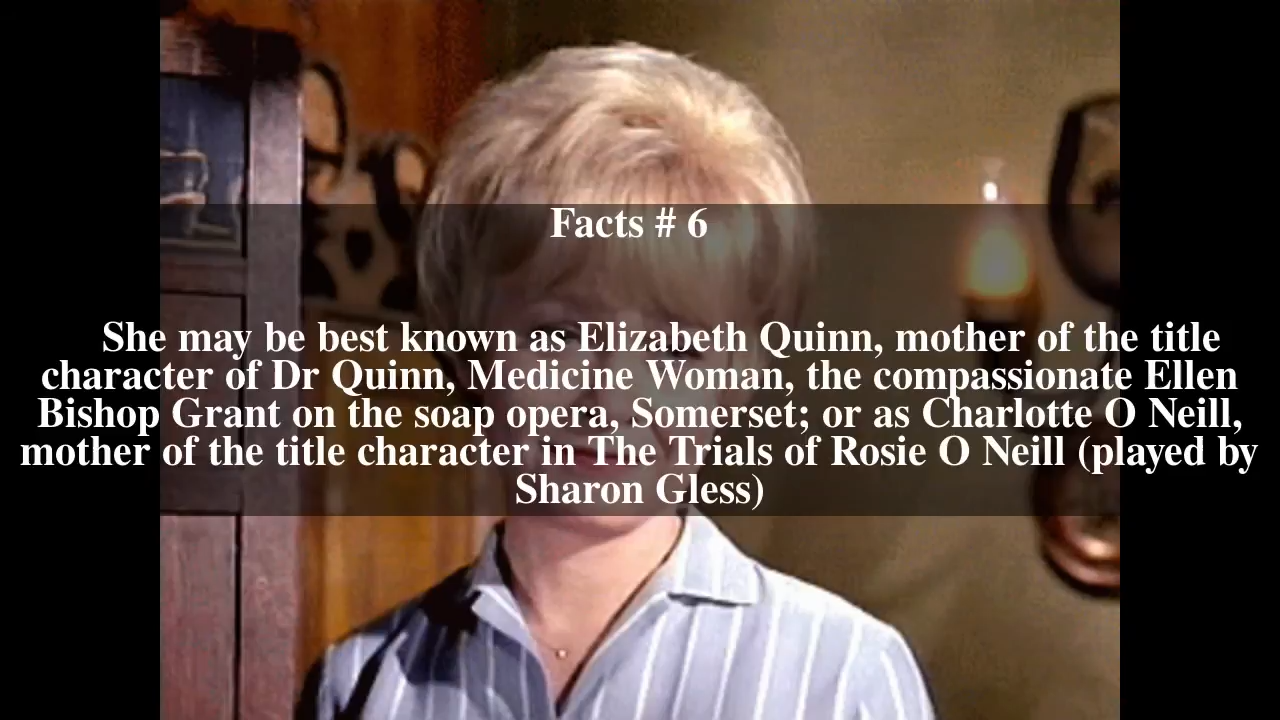 Facts # 6
She may be best known as Elizabeth Quinn, mother of the title
character of Dr Quinn, Medicine Woman, the compassionate Ellen
Bishop Grant on the soap opera, Somerset; or as Charlotte O Neill,
mother of the title character in The Trials of Rosie O Neill (played by
Sharon Gless)